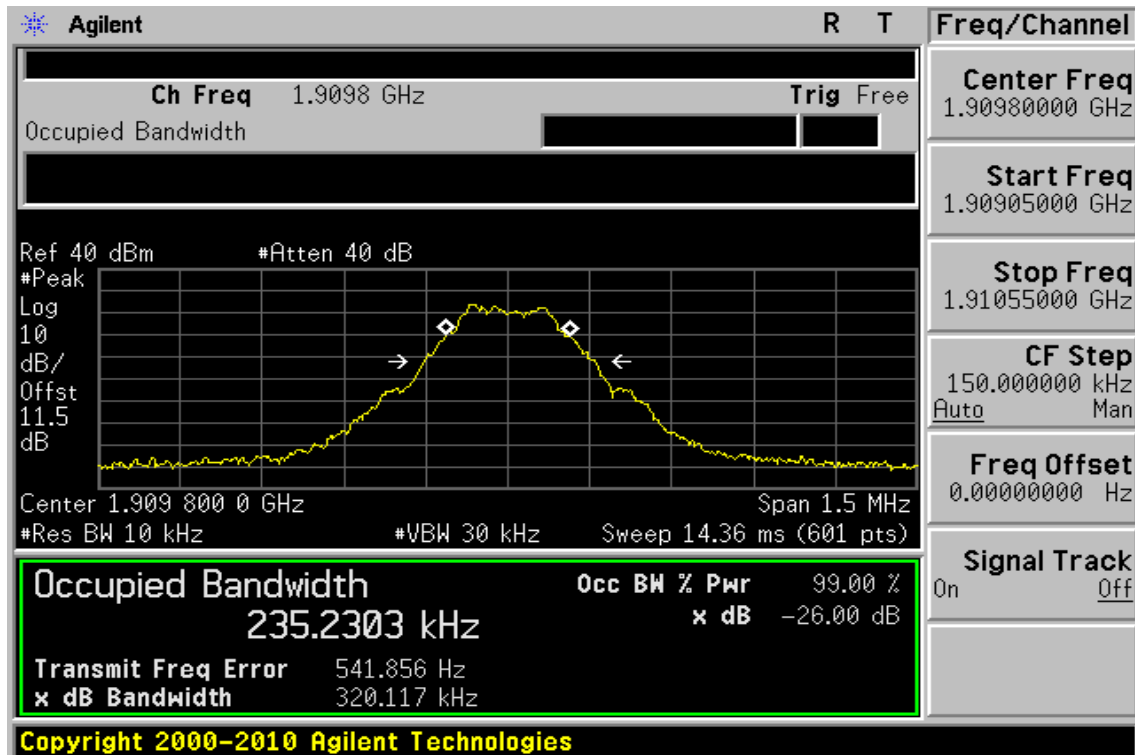 Agilent R T
Freq/Channel
Ch Freq 1.9098 GHz Trig Free
Occupied Bandwidth
Center Freq
1.90980000 GHz
Start Freq
1.90905000 GHz
Stop Freq
1.91055000 GHz
CF Step
150.000000 kHz
Auto Man
Freq Offset
0.00000000 Hz
Signal Track
On Off
Ref 40 dBm #Atten 40 dB
#Peak
Log
10
dB/
Offst
11.5
dB
Center 1.909 800 0 GHz Span 1.5 MHz
#Res BW 10 kHz #VBW 30 kHz Sweep 14.36 ms (601 pts)
Occupied Bandwidth Occ BW % Pwr 99.00 %
235.2303 kHz x dB -26.00 dB
Transmit Freq Error 541.856 Hz
x dB Bandwidth 320.117 kHz
Copyright 2000-2010 Agilent Technologies